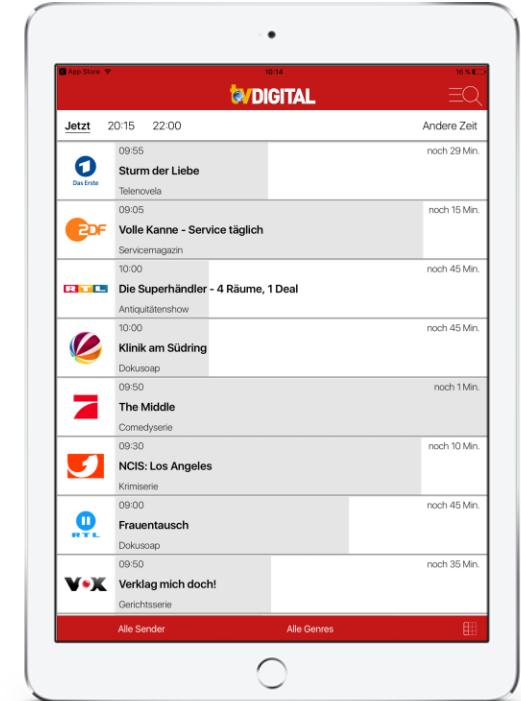 App Store 10:14 16 %
tvDIGITAL
Jetzt 20:15 22:00 Andere Zeit
09:55 noch 29 Min.
Das Erste Sturm der Liebe
Telenovela
09:05 noch 15 Min.
ZDF Volle Kanne - Service täglich
Servicemagazin
10:00 noch 45 Min.
RTL Die Superhändler - 4 Räume, 1 Deal
Antiquitätenshow
10:00 noch 45 Min.
Klinik am Südring
Dokusoap
09:50 noch 1 Min.
The Middle
Comedyserie
09:30 noch 10 Min.
NCIS: Los Angeles
Krimiserie
09:00 noch 45 Min.
RTL II Frauentausch
Dokusoap
09:50 noch 35 Min.
VOX Verklag mich doch!
Gerichtsserie
Alle Sender Alle Genres